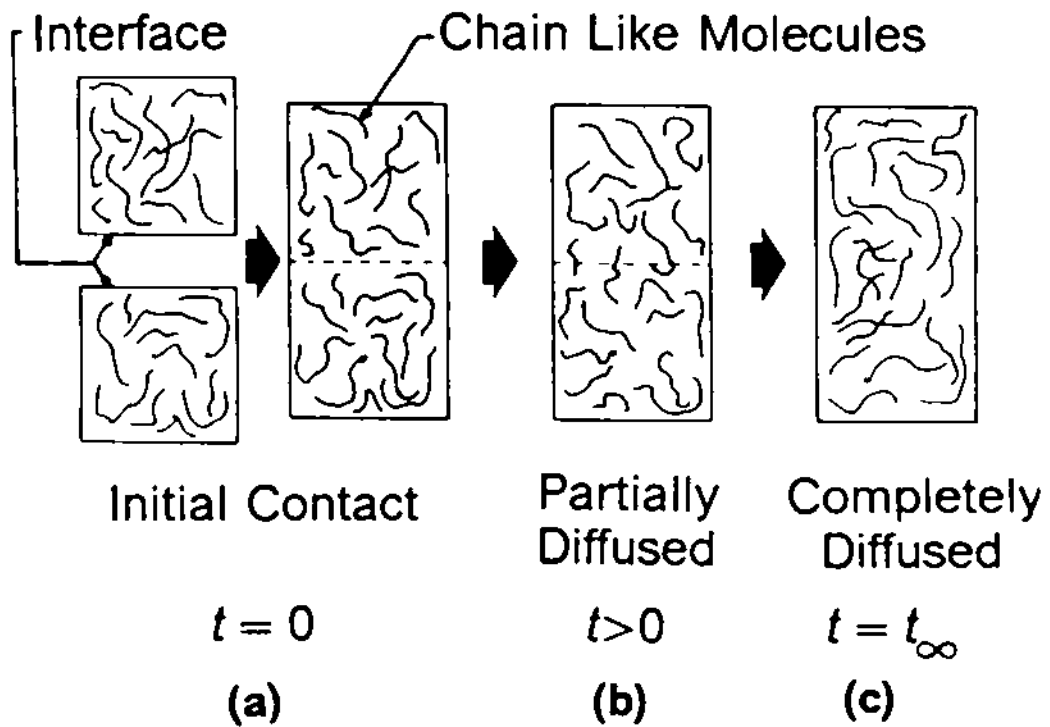 Interface
Chain Like Molecules
Initial Contact
Partially
Diffused
Completely
Diffused
t = 0
t>0
t = t∞
(a)
(b)
(c)